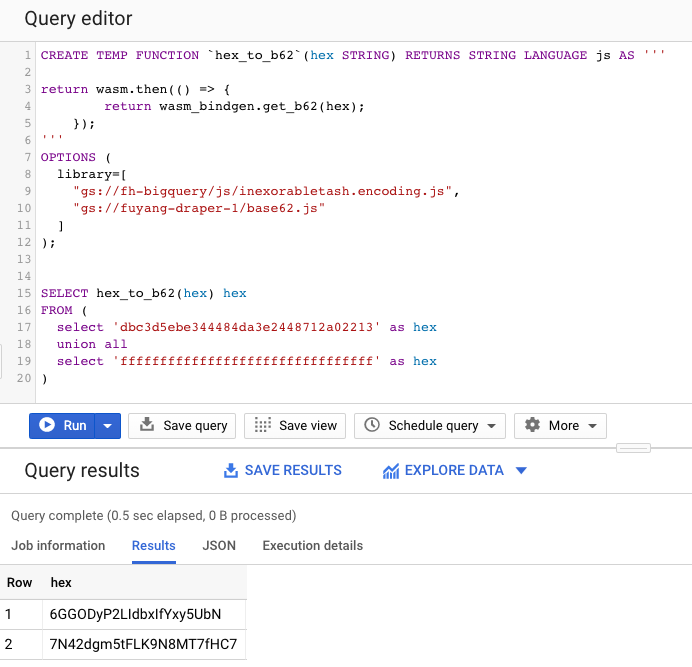 Query editor
1 CREATE TEMP FUNCTION `hex_to_b62`(hex STRING) RETURNS STRING LANGUAGE js AS '''
2
3 return wasm.then(() => {
4         return wasm_bindgen.get_b62(hex);
5     });
6 '''
7 OPTIONS (
8   library=[
9     "gs://fh-bigquery/js/inexorabletash.encoding.js",
10     "gs://fuyang-draper-1/base62.js"
11   ]
12 );
13
14
15 SELECT hex_to_b62(hex) hex
16 FROM (
17   select 'dbc3d5ebe344484da3e2448712a02213' as hex
18   union all
19   select 'ffffffffffffffffffffffffffffffff' as hex
20 )
Run Save query Save view Schedule query More
Query results SAVE RESULTS EXPLORE DATA
Query complete (0.5 sec elapsed, 0 B processed)
Job information Results JSON Execution details
Row hex
1 6GGODyP2LIdbxIfYxy5UbN
2 7N42dgm5tFLK9N8MT7fHC7